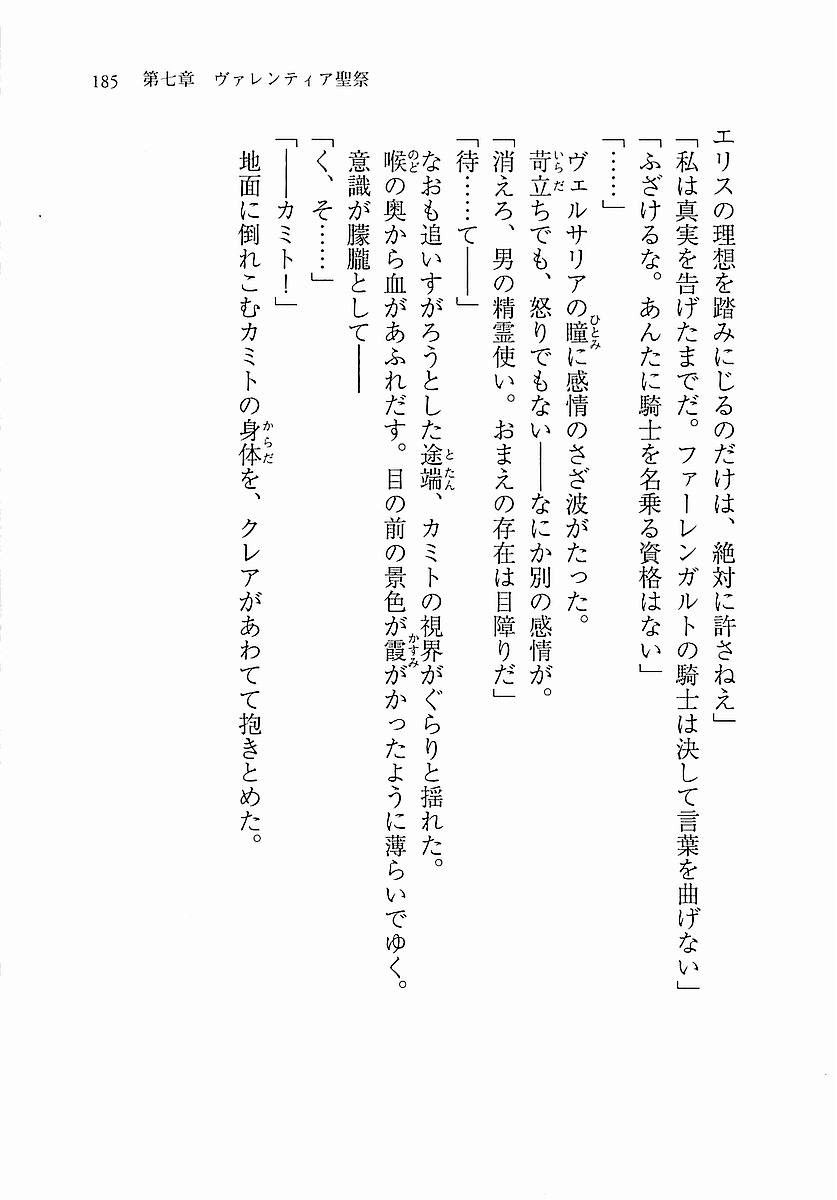 185　第七章　ヴァレンティア聖祭
エリスの理想を踏みにじるのだけは、絶対に許さねえ」
「私は真実を告げたまでだ。ファーレンガルトの騎士は決して言葉を曲げない」
「ふざけるな。あんたに騎士を名乗る資格はない」
「……」
ヴェルサリアの瞳に感情のさざ波がたった。
苛立ちでも、怒りでもない――なにか別の感情が。
「消えろ、男の精霊使い。おまえの存在は目障りだ」
「待……て――」
なおも追いすがろうとした途端、カミトの視界がぐらりと揺れた。
喉の奥から血があふれだす。目の前の景色が霞がかったように薄らいでゆく。
意識が朦朧として――
「く、そ……」
「――カミト！」
地面に倒れこむカミトの身体を、クレアがあわてて抱きとめた。